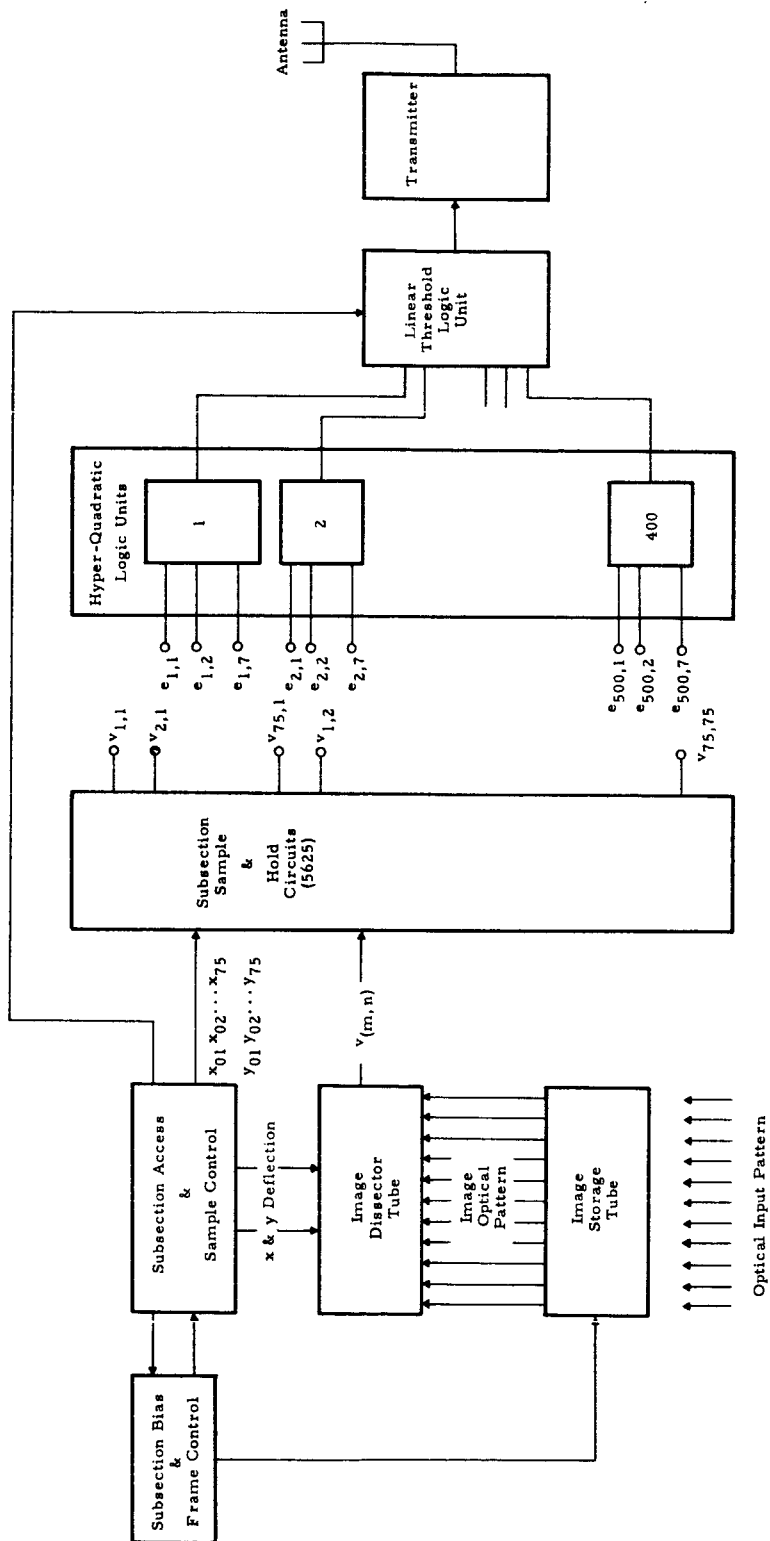 Subsection Bias
&
Frame Control
Subsection Access
&
Sample Control
x & y Deflection
Image
Dissector
Tube
Image
Optical
Pattern
Image
Storage
Tube
Optical Input Pattern
x01 x02 ··· x75
y01 y02 ··· y75
v(m, n)
Subsection
Sample
&
Hold
Circuits
(5625)
v1,1
v2,1
v75,1
v1,2
v75,75
e1,1
e1,2
e1,7
e2,1
e2,2
e2,7
e500,1
e500,2
e500,7
Hyper-Quadratic
Logic Units
1
2
400
Linear
Threshold
Logic
Unit
Transmitter
Antenna